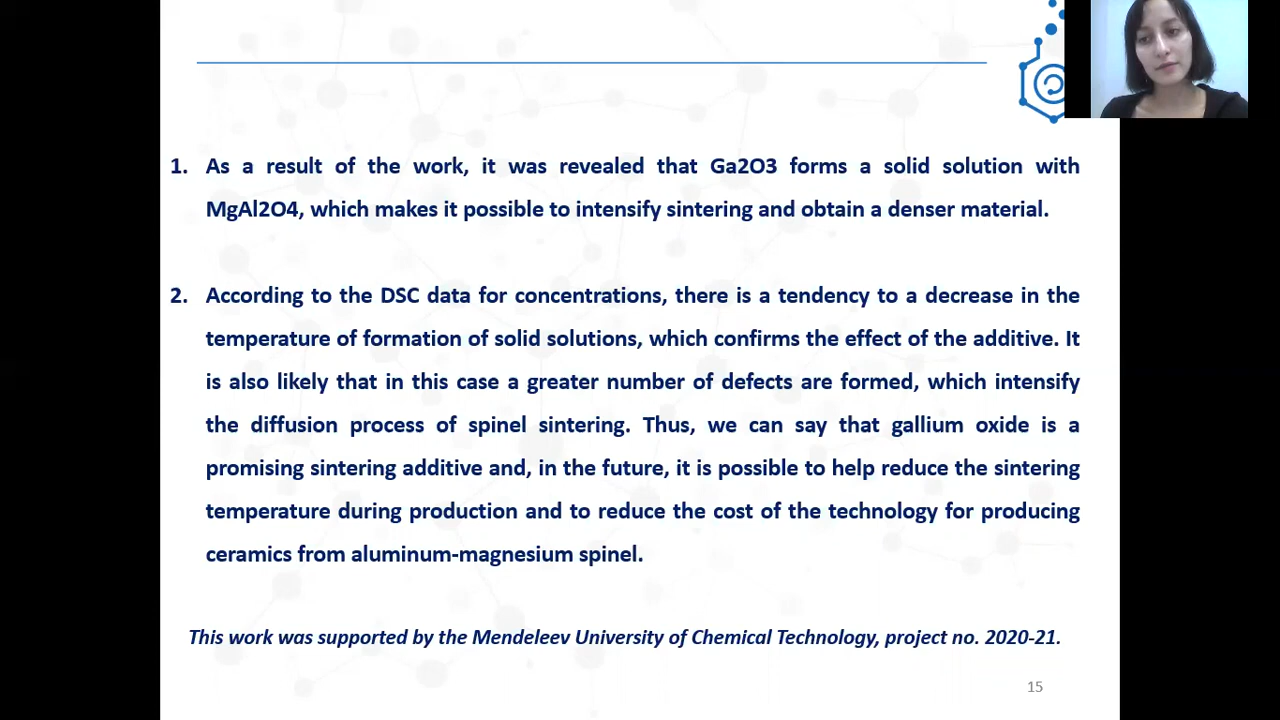 1. As a result of the work, it was revealed that Ga2O3 forms a solid solution with
MgAl2O4, which makes it possible to intensify sintering and obtain a denser material.
2. According to the DSC data for concentrations, there is a tendency to a decrease in the
temperature of formation of solid solutions, which confirms the effect of the additive. It
is also likely that in this case a greater number of defects are formed, which intensify
the diffusion process of spinel sintering. Thus, we can say that gallium oxide is a
promising sintering additive and, in the future, it is possible to help reduce the sintering
temperature during production and to reduce the cost of the technology for producing
ceramics from aluminum-magnesium spinel.
This work was supported by the Mendeleev University of Chemical Technology, project no. 2020-21.
15